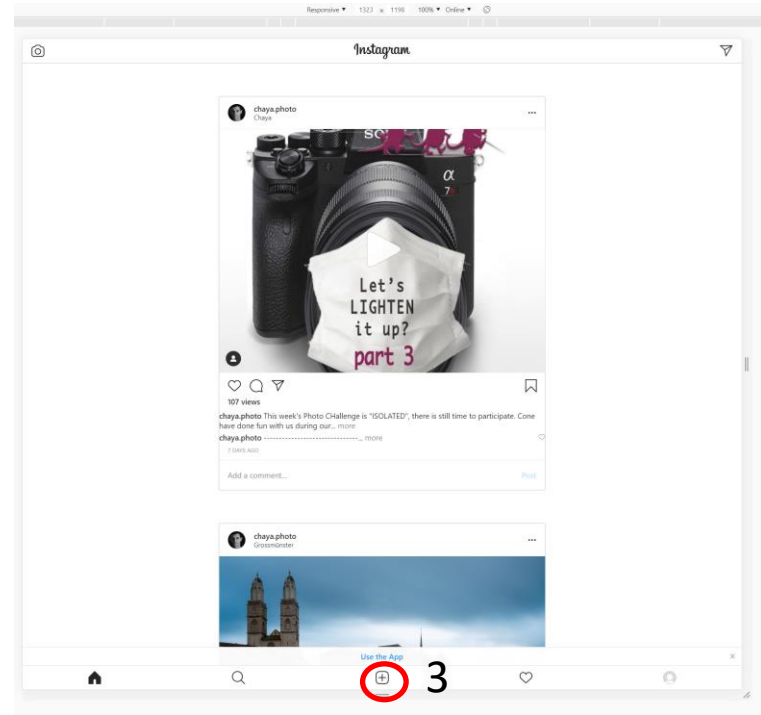 Responsive ▼ 1323 x 1198 100% ▼ Online ▼
Instagram
chaya.photo
Chaya
SO
α
7
Let's
LIGHTEN
it up?
part 3
107 views
chaya.photo This week's Photo CHallenge is "ISOLATED", there is still time to participate. Cone
have done fun with us during our... more
chaya.photo --------------------------------... more
7 DAYS AGO
Add a comment... Post
chaya.photo
Grossmünster
Use the App
3